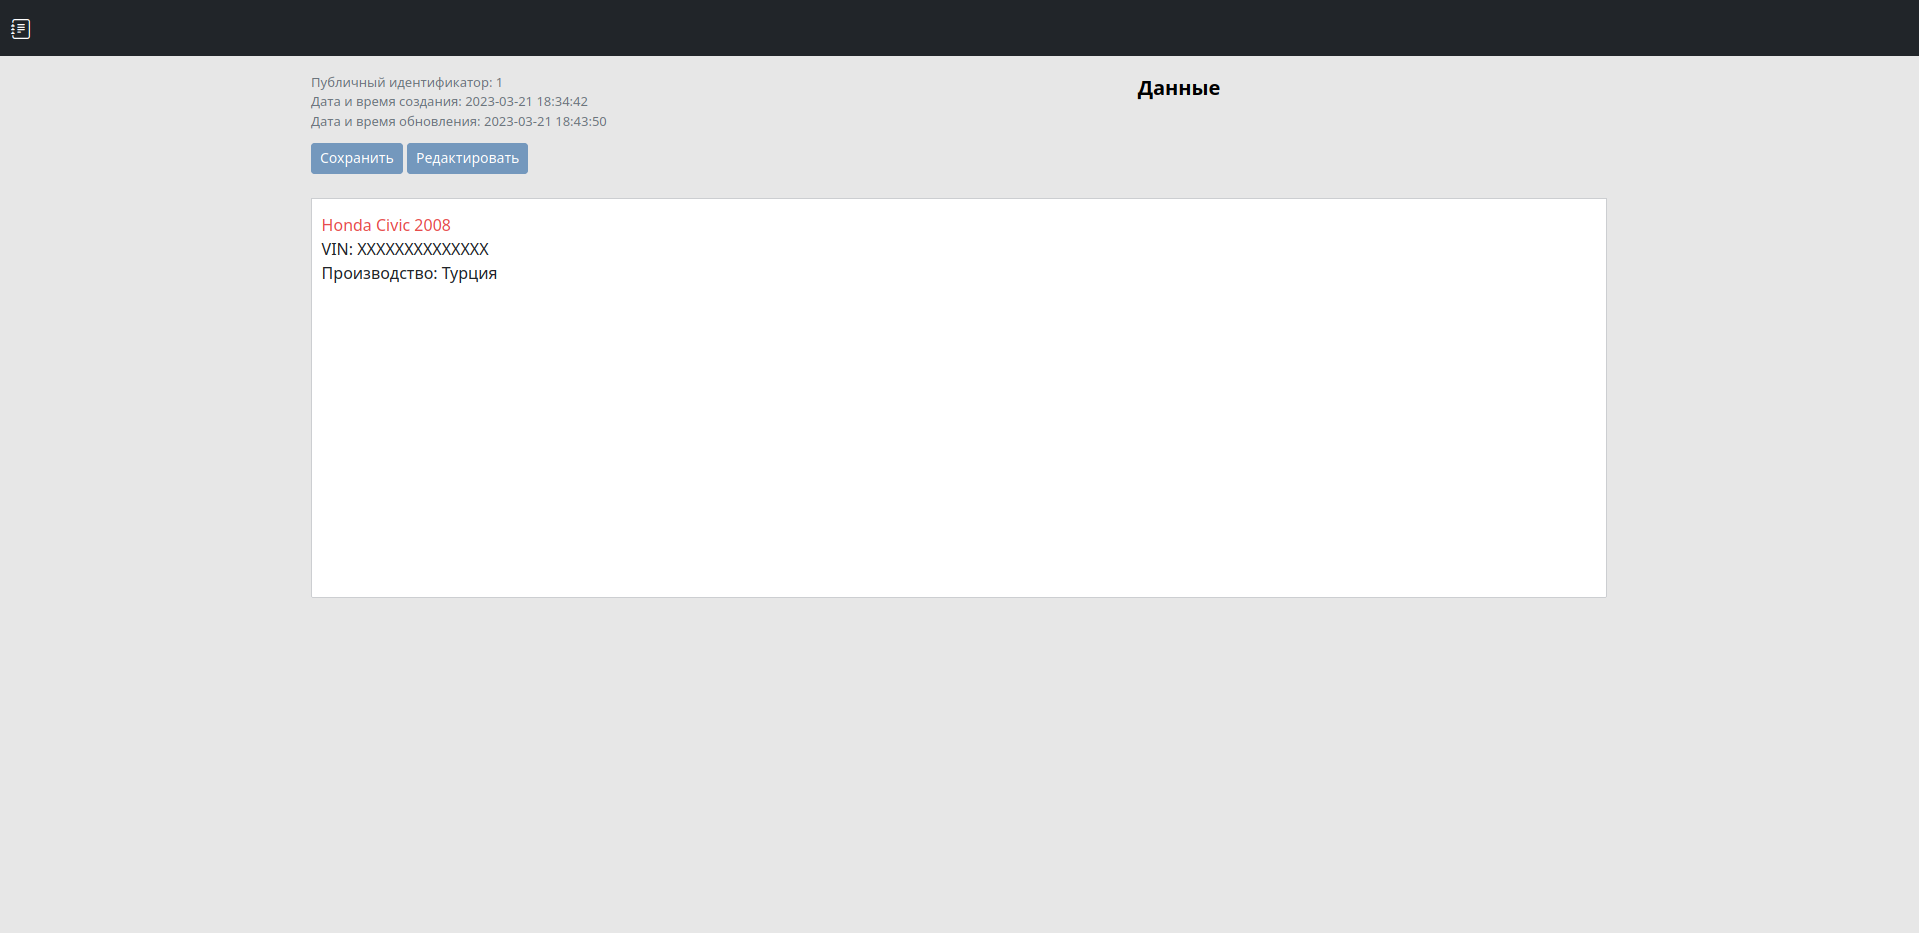 Публичный идентификатор: 1
Дата и время создания: 2023-03-21 18:34:42
Дата и время обновления: 2023-03-21 18:43:50
Данные
Сохранить Редактировать
Honda Civic 2008
VIN: XXXXXXXXXXXXXX
Производство: Турция